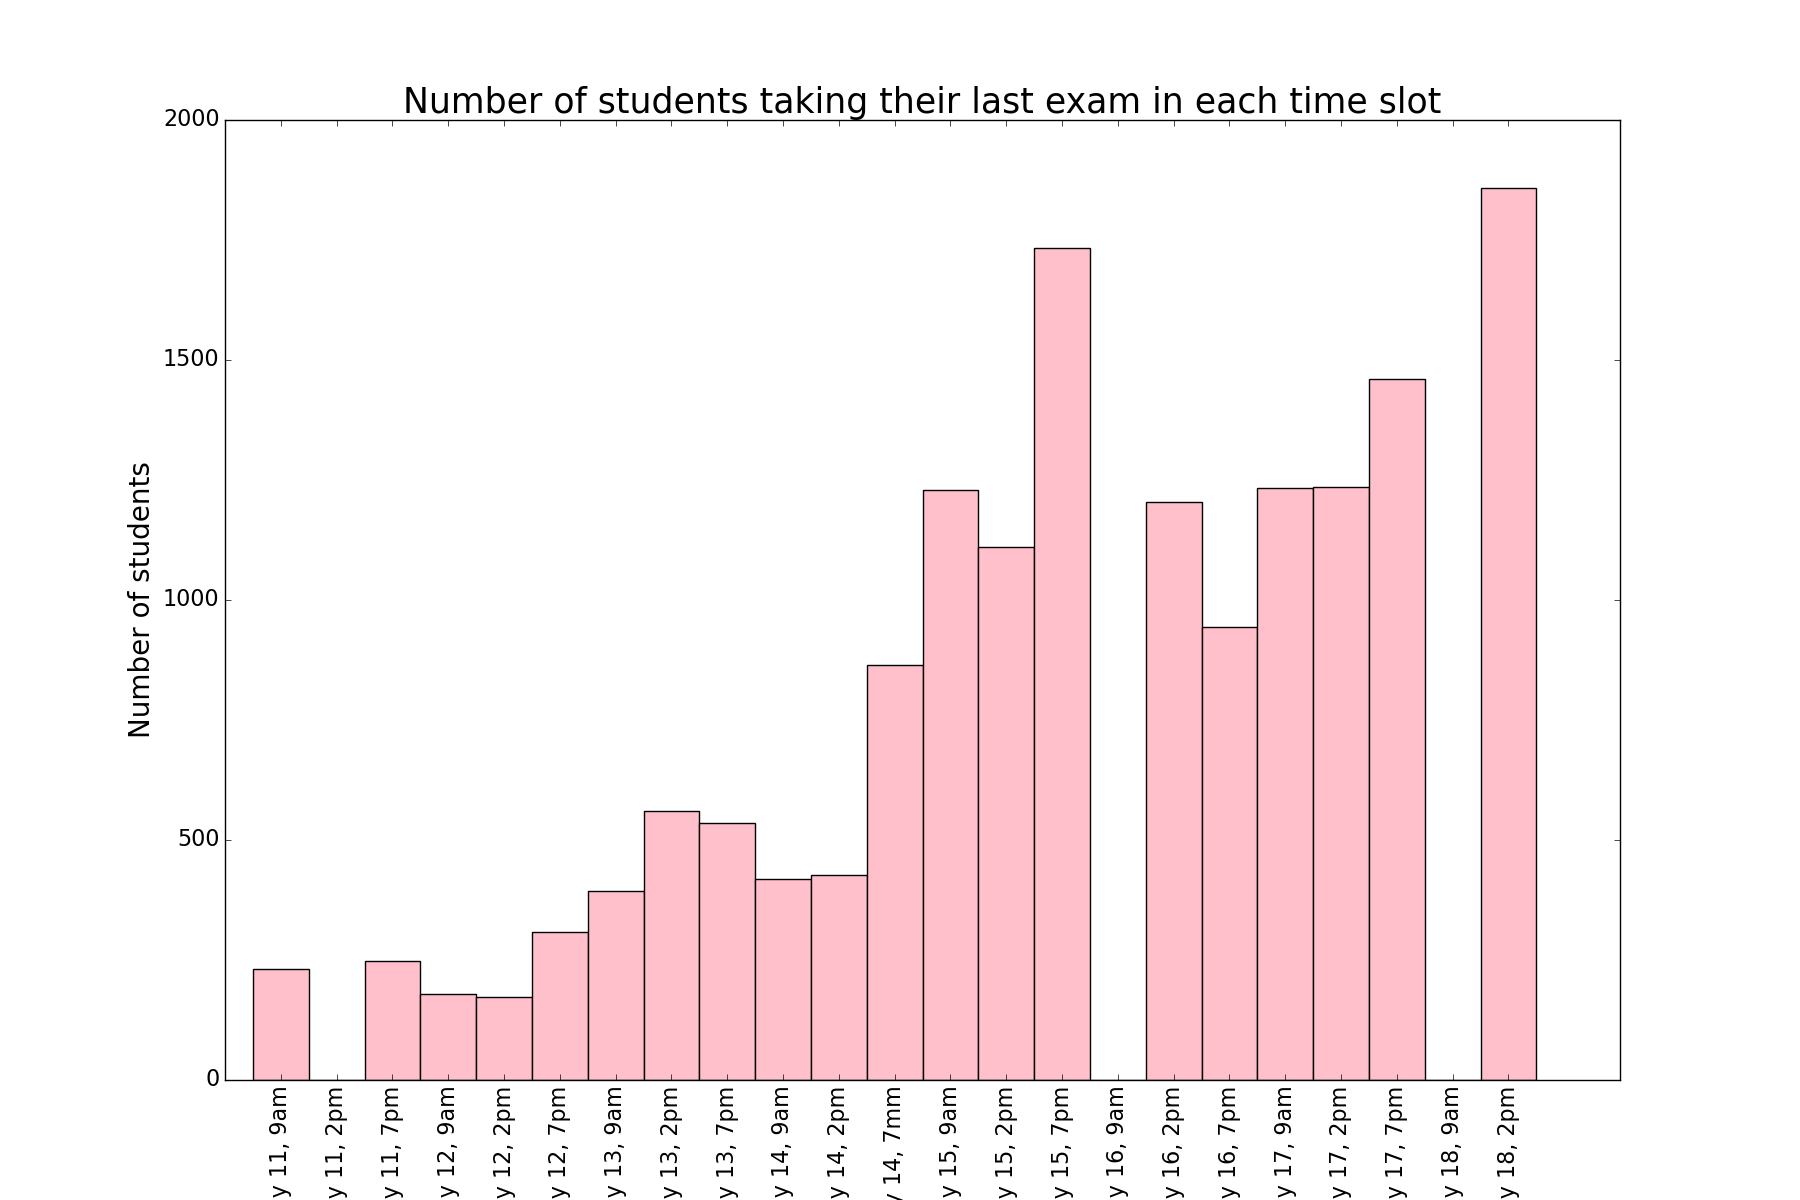 Number of students taking their last exam in each time slot
Number of students
2000
1500
1000
500
0
y 11, 9am
y 11, 2pm
y 11, 7pm
y 12, 9am
y 12, 2pm
y 12, 7pm
y 13, 9am
y 13, 2pm
y 13, 7pm
y 14, 9am
y 14, 2pm
y 14, 7mm
y 15, 9am
y 15, 2pm
y 15, 7pm
y 16, 9am
y 16, 2pm
y 16, 7pm
y 17, 9am
y 17, 2pm
y 17, 7pm
y 18, 9am
y 18, 2pm